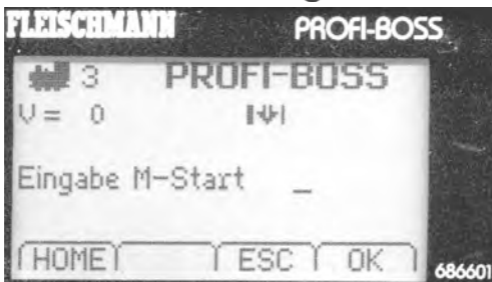 FLEISCHMANN PROFI-BOSS
3 PROFI-BOSS
V = 0
Eingabe M-Start _
HOME ESC OK
686601